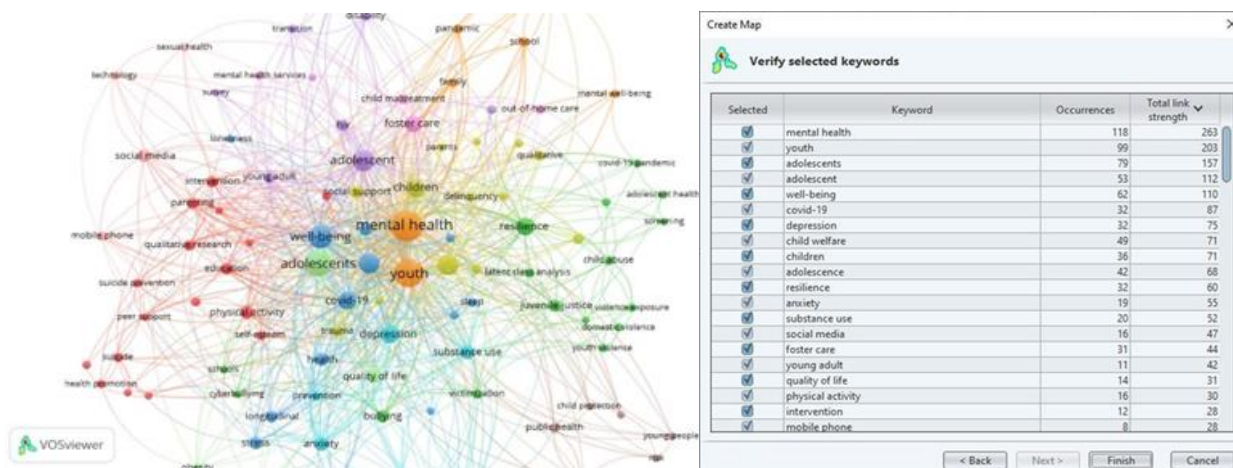 disability
transition
pandemic
school
sexual health
technology
mental health services
family
survey
child maltreatment
mental well-being
out-of-home care
hiv
foster care
loneliness
parents
social media
adolescent
qualitative
covid-19 pandemic
intervention
young adult
social support
children
delinquency
adolescent health
parenting
mental health
resilience
screening
mobile phone
well-being
qualitative research
education
adolescents
youth
latent class analysis
child abuse
suicide prevention
covid-19
sleep
juvenile justice
violence exposure
peer support
physical activity
trauma
depression
domestic violence
self-esteem
substance use
youth violence
suicide
health
schools
quality of life
health promotion
cyberbullying
prevention
victimization
longitudinal
bullying
child protection
public health
stress
anxiety
young people
obesity
VOSviewer
Create Map
Verify selected keywords
Selected Keyword Occurrences Total link strength
mental health 118 263
youth 99 203
adolescents 79 157
adolescent 53 112
well-being 62 110
covid-19 32 87
depression 32 75
child welfare 49 71
children 36 71
adolescence 42 68
resilience 32 60
anxiety 19 55
substance use 20 52
social media 16 47
foster care 31 44
young adult 11 42
quality of life 14 31
physical activity 16 30
intervention 12 28
mobile phone 8 28
< Back Next > Finish Cancel